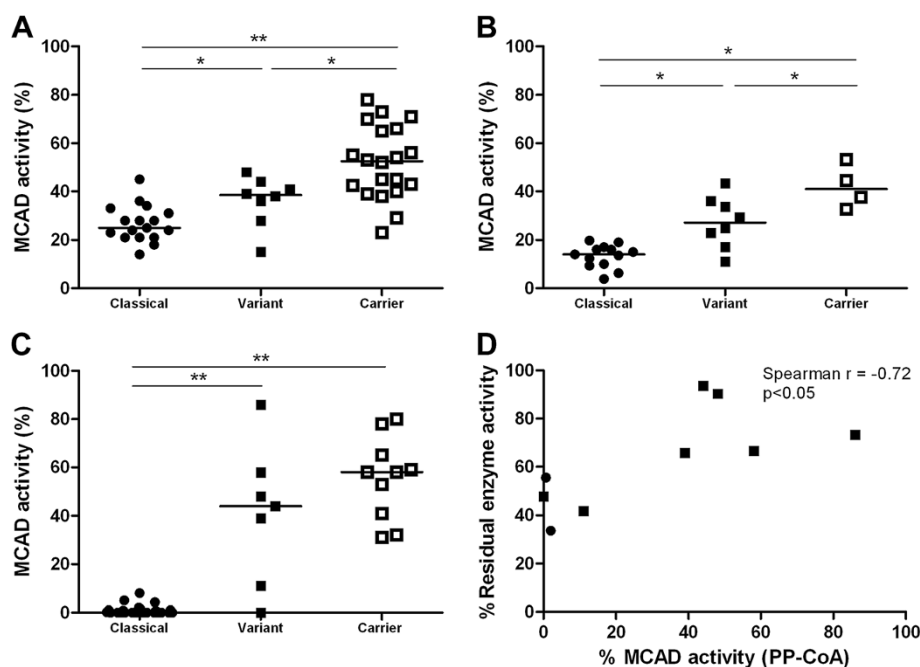 A
MCAD activity (%)
100
80
60
40
20
0
**
*
*
Classical
Variant
Carrier
B
MCAD activity (%)
100
80
60
40
20
0
*
*
*
Classical
Variant
Carrier
C
MCAD activity (%)
100
80
60
40
20
0
**
**
Classical
Variant
Carrier
D
% Residual enzyme activity
100
80
60
40
20
0
Spearman r = -0.72
p<0.05
0
20
40
60
80
100
% MCAD activity (PP-CoA)